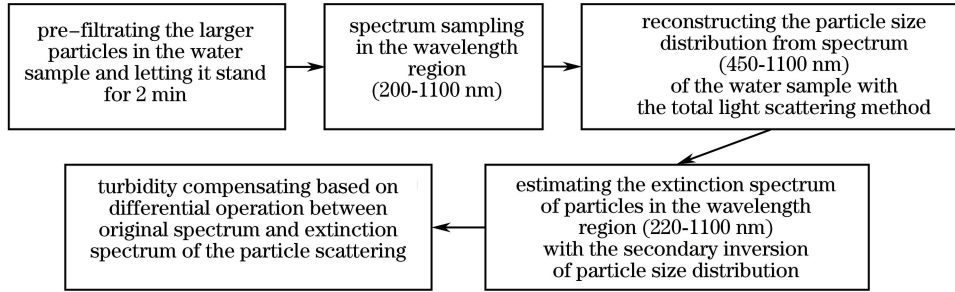 pre-filtrating the larger
particles in the water
sample and letting it stand
for 2 min
spectrum sampling
in the wavelength
region
(200-1100 nm)
reconstructing the particle size
distribution from spectrum
(450-1100 nm)
of the water sample with
the total light scattering method
estimating the extinction spectrum
of particles in the wavelength
region (220-1100 nm)
with the secondary inversion
of particle size distribution
turbidity compensating based on
differential operation between
original spectrum and extinction
spectrum of the particle scattering